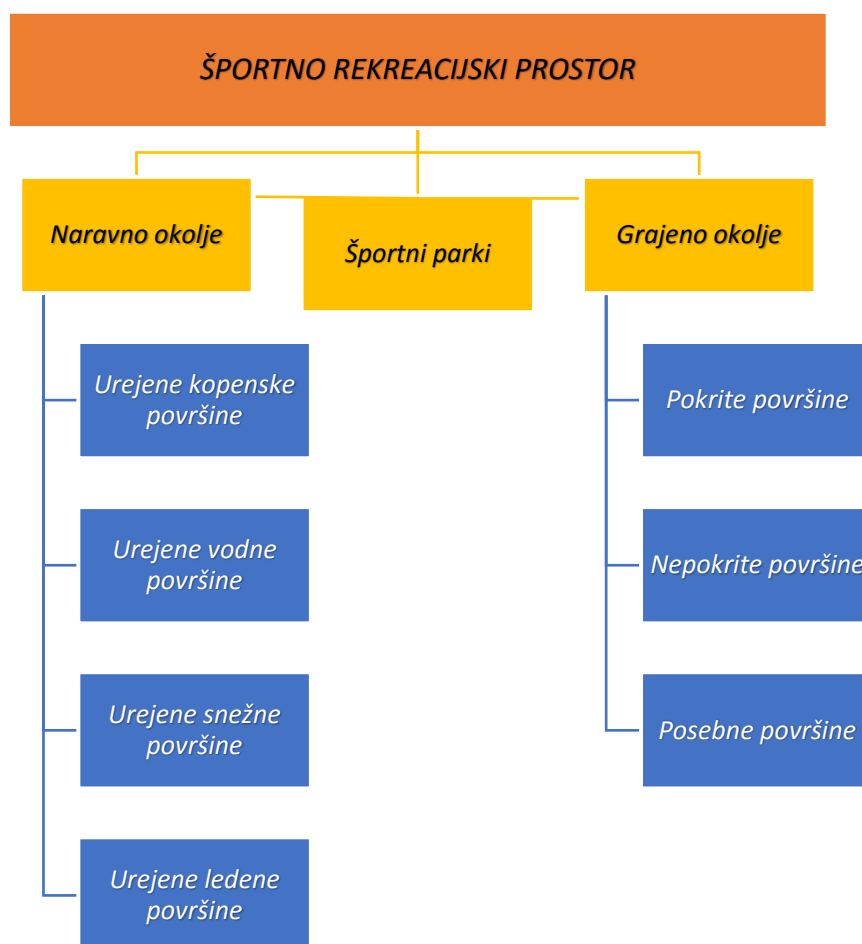 ŠPORTNO REKREACIJSKI PROSTOR
Naravno okolje
Športni parki
Grajeno okolje
Urejene kopenske
površine
Urejene vodne
površine
Urejene snežne
površine
Urejene ledene
površine
Pokrite površine
Nepokrite površine
Posebne površine